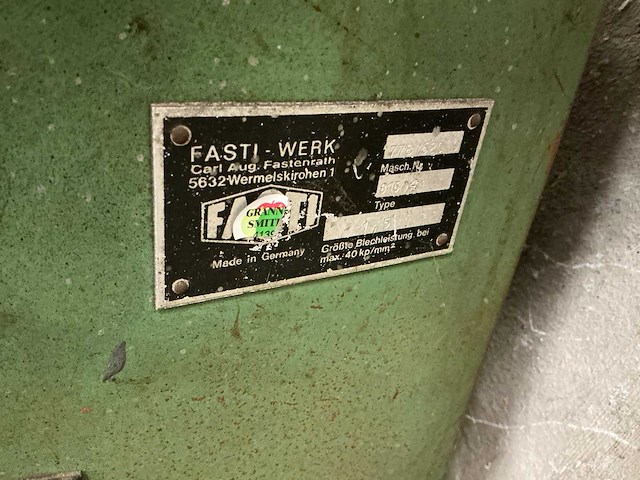 FASTI - WERK
Carl Aug. Fastenrath
5632 Wermelskirchen 1
Masch. Nr.
Type
GRANNY
SMITH
Made in Germany
Größte Blechleistung bei
max. 40 kp/mm²